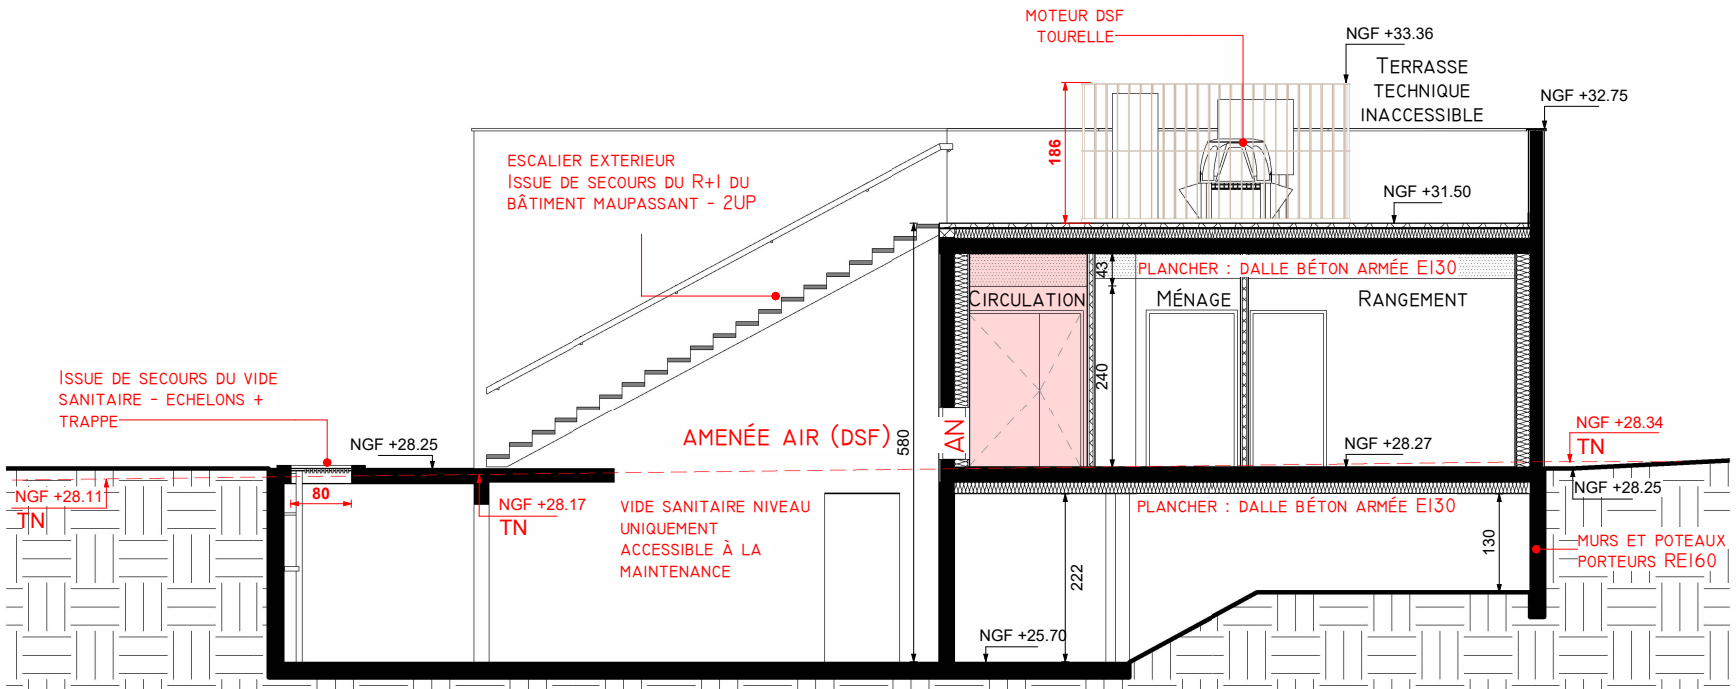 MOTEUR DSF
TOURELLE
NGF +33.36
TERRASSE
TECHNIQUE
INACCESSIBLE
NGF +32.75
186
ESCALIER EXTERIEUR
ISSUE DE SECOURS DU R+1 DU
BÂTIMENT MAUPASSANT - 2UP
NGF +31.50
43
PLANCHER : DALLE BÉTON ARMÉE EI30
CIRCULATION
MÉNAGE
RANGEMENT
240
ISSUE DE SECOURS DU VIDE
SANITAIRE - ECHELONS +
TRAPPE
NGF +28.25
AMENÉE AIR (DSF)
580
AN
NGF +28.27
NGF +28.34
TN
NGF +28.11
TN
80
NGF +28.17
TN
VIDE SANITAIRE NIVEAU
UNIQUEMENT
ACCESSIBLE À LA
MAINTENANCE
PLANCHER : DALLE BÉTON ARMÉE EI30
NGF +28.25
130
222
MURS ET POTEAUX
PORTEURS REI60
NGF +25.70